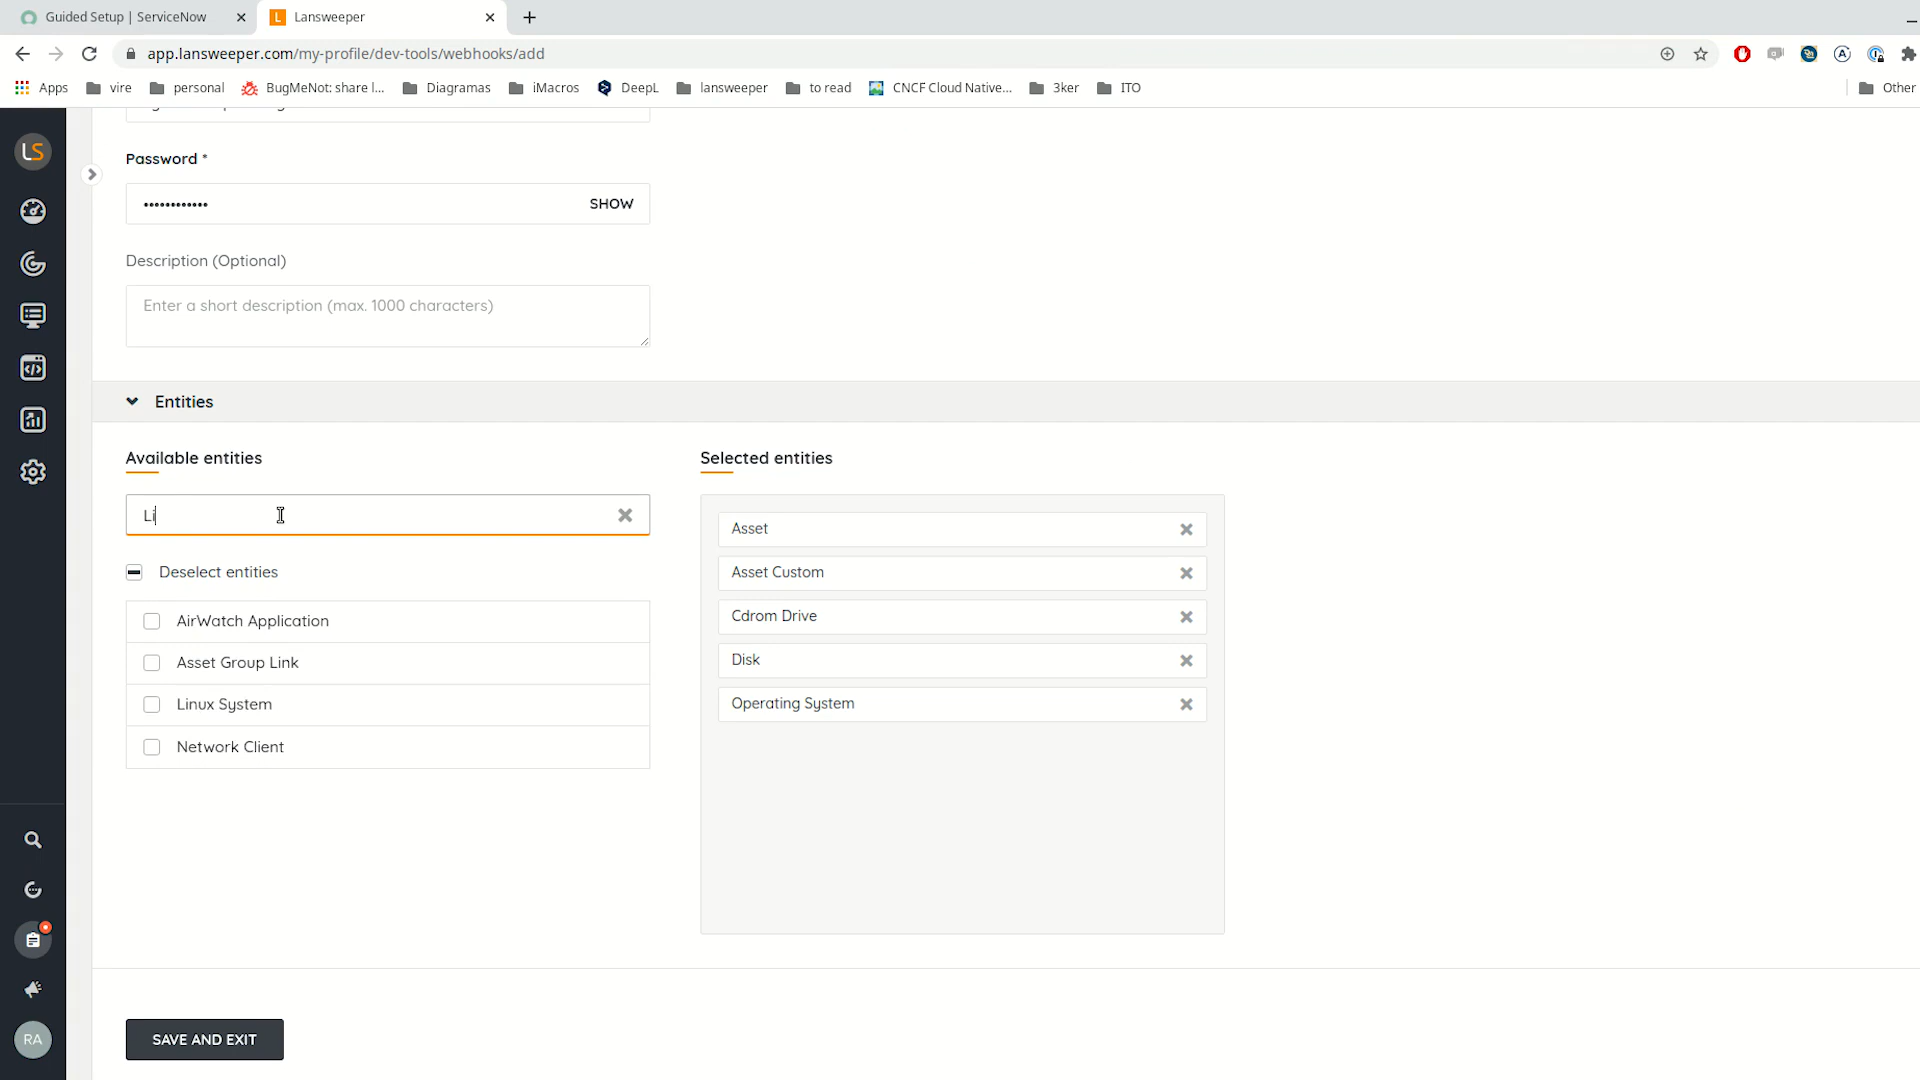 Guided Setup | ServiceNow
Lansweeper
app.lansweeper.com/my-profile/dev-tools/webhooks/add
Apps
vire
personal
BugMeNot: share l...
Diagramas
iMacros
DeepL
lansweeper
to read
CNCF Cloud Native...
3ker
ITO
Other
LS
Password *
••••••••••••
SHOW
Description (Optional)
Enter a short description (max. 1000 characters)
Entities
Available entities
Selected entities
Li
Deselect entities
AirWatch Application
Asset Group Link
Linux System
Network Client
Asset
Asset Custom
Cdrom Drive
Disk
Operating System
RA
SAVE AND EXIT